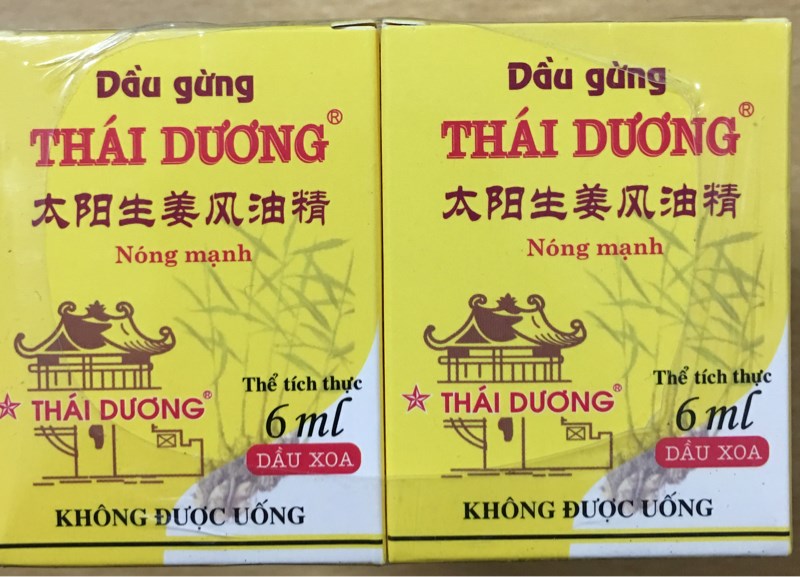 Dầu gừng
THÁI DƯƠNG®
太阳生姜风油精
Nóng mạnh
Thể tích thực
6 ml
THÁI DƯƠNG®
DẦU XOA
KHÔNG ĐƯỢC UỐNG
Dầu gừng
THÁI DƯƠNG®
太阳生姜风油精
Nóng mạnh
Thể tích thực
6 ml
THÁI DƯƠNG®
DẦU XOA
KHÔNG ĐƯỢC UỐNG